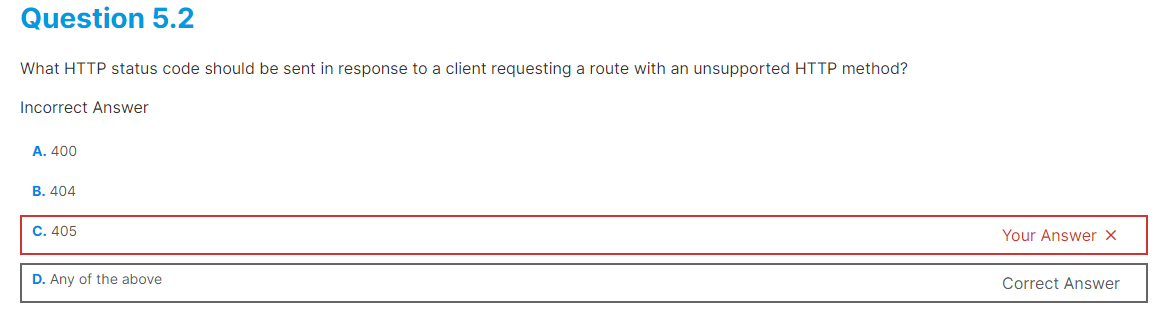 Question 5.2
What HTTP status code should be sent in response to a client requesting a route with an unsupported HTTP method?
Incorrect Answer
A. 400
B. 404
C. 405 Your Answer ×
D. Any of the above Correct Answer